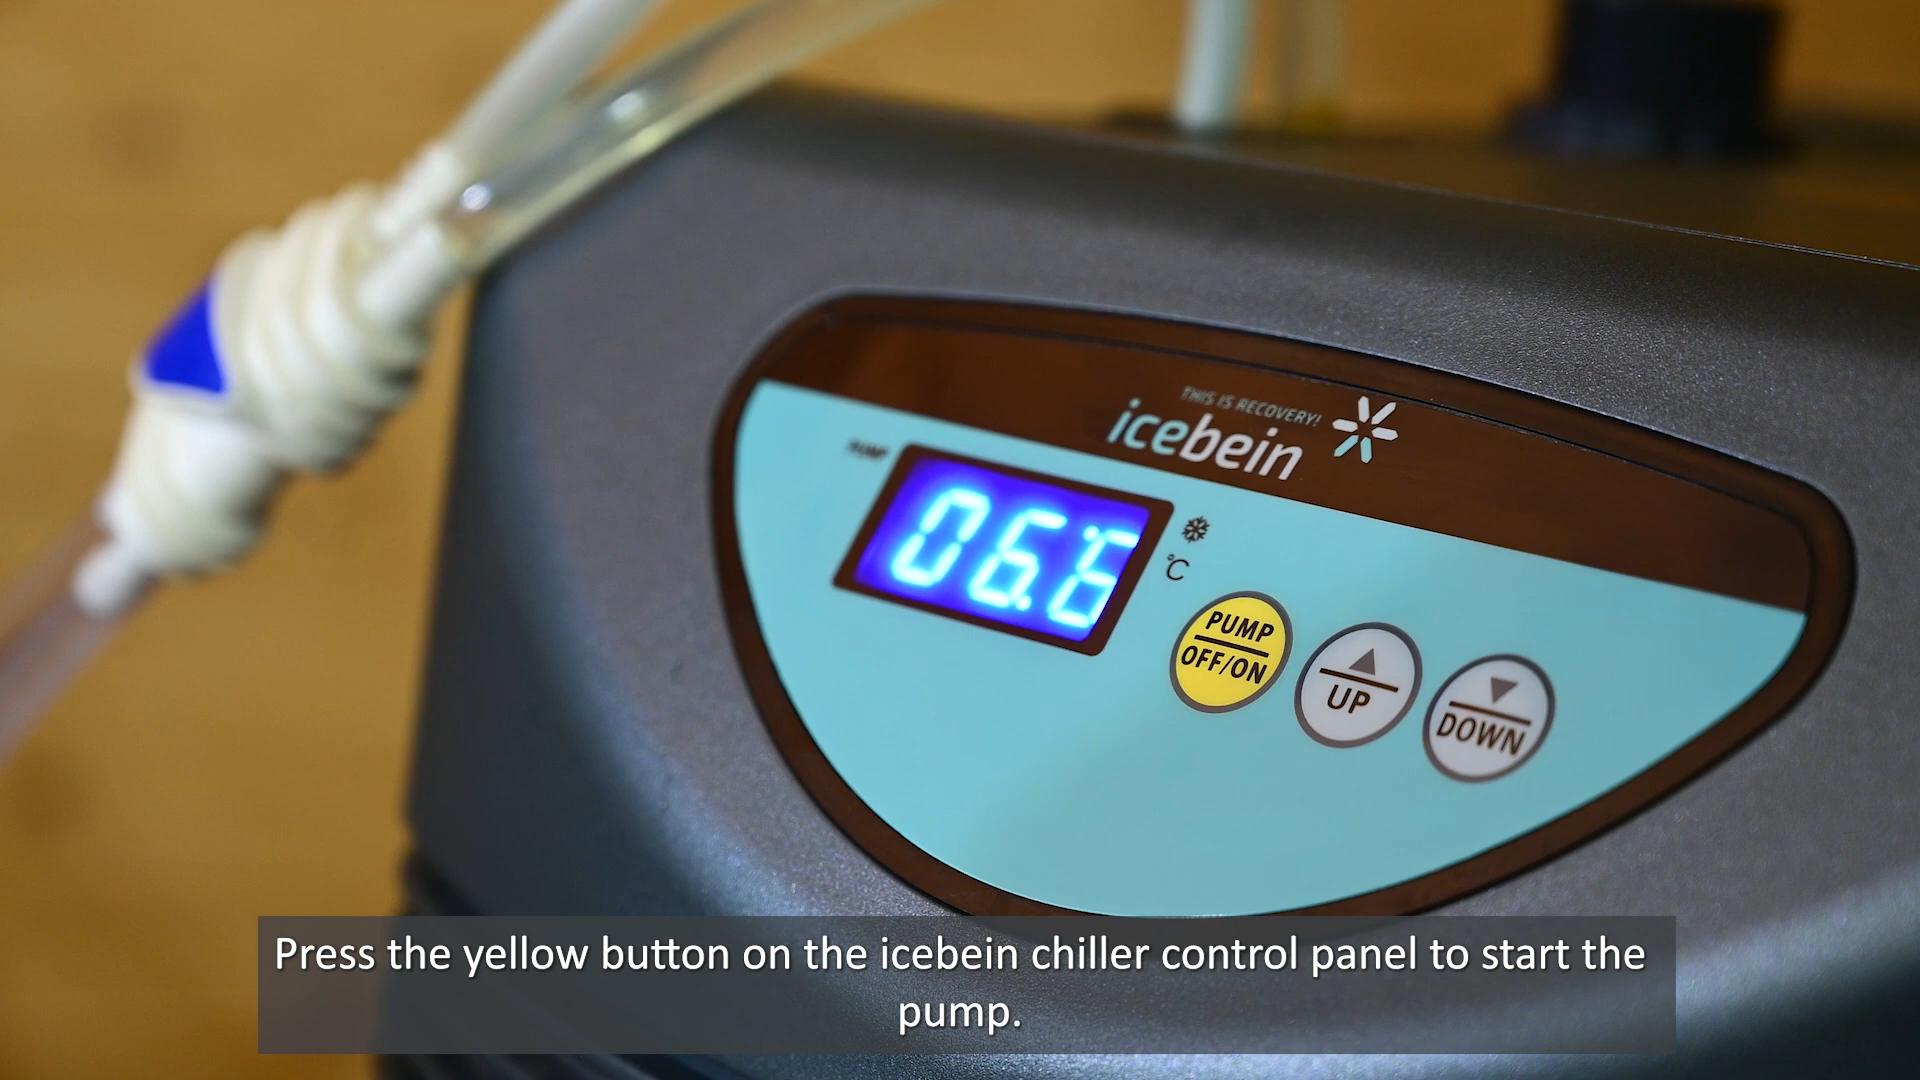 THIS IS RECOVERY!
icebein
PUMP
06.6
°C
PUMP
OFF/ON
UP
DOWN
Press the yellow button on the icebein chiller control panel to start the
pump.